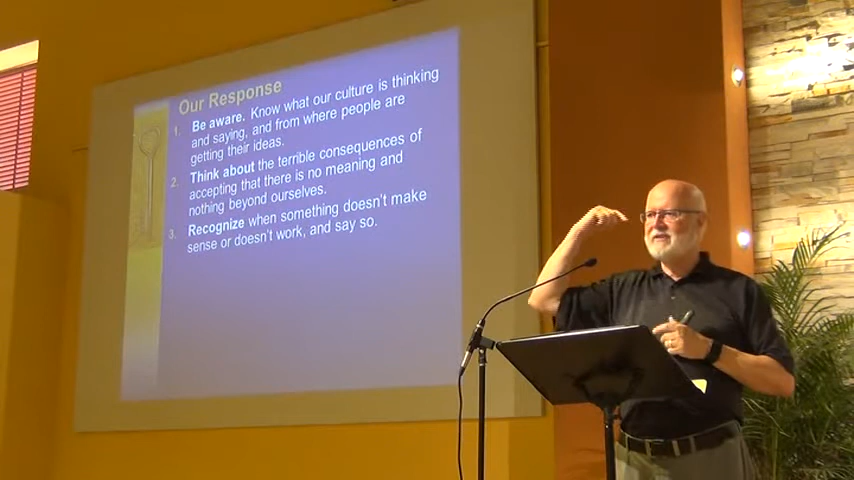 Our Response
1. Be aware. Know what our culture is thinking
and saying, and from where people are
getting their ideas.
2. Think about the terrible consequences of
accepting that there is no meaning and
nothing beyond ourselves.
3. Recognize when something doesn't make
sense or doesn't work, and say so.